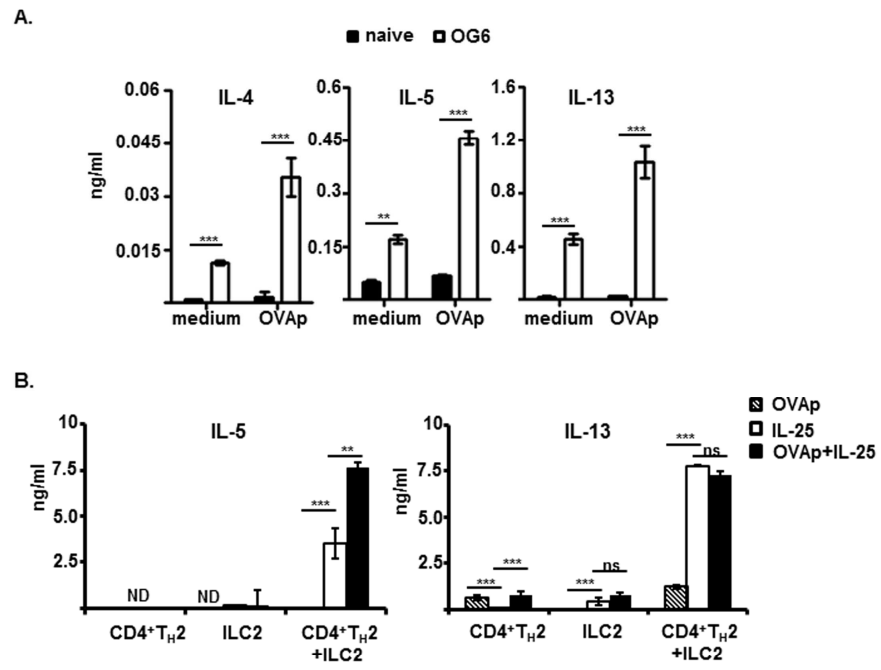 A.
naive OG6
IL-4 IL-5 IL-13
0.06 0.6 1.6
0.045 0.45 1.2
0.03 0.3 0.8
0.015 0.15 0.4
ng/ml
*** *** ** *** *** ***
medium OVAp medium OVAp medium OVAp
B.
IL-5 IL-13
OVAp
IL-25
OVAp+IL-25
10 10
7.5 7.5
5.0 5.0
2.5 2.5
ng/ml ng/ml
ND ND *** ** *** *** *** ns *** ns
CD4⁺TH2 ILC2 CD4⁺TH2 CD4⁺TH2 ILC2 CD4⁺TH2
+ILC2 +ILC2